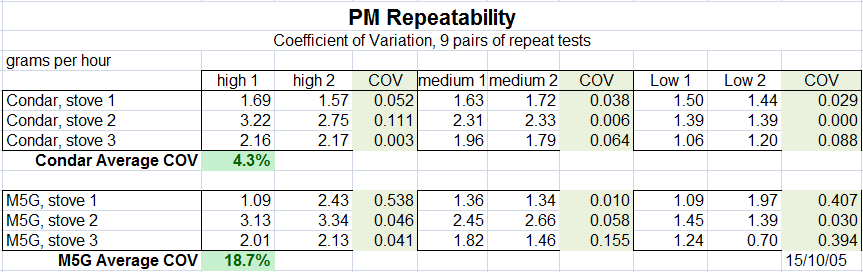 PM Repeatability
Coefficient of Variation, 9 pairs of repeat tests
grams per hour
high 1 high 2 COV medium 1 medium 2 COV Low 1 Low 2 COV
Condar, stove 1 1.69 1.57 0.052 1.63 1.72 0.038 1.50 1.44 0.029
Condar, stove 2 3.22 2.75 0.111 2.31 2.33 0.006 1.39 1.39 0.000
Condar, stove 3 2.16 2.17 0.003 1.96 1.79 0.064 1.06 1.20 0.088
Condar Average COV 4.3%
M5G, stove 1 1.09 2.43 0.538 1.36 1.34 0.010 1.09 1.97 0.407
M5G, stove 2 3.13 3.34 0.046 2.45 2.66 0.058 1.45 1.39 0.030
M5G, stove 3 2.01 2.13 0.041 1.82 1.46 0.155 1.24 0.70 0.394
M5G Average COV 18.7% 15/10/05